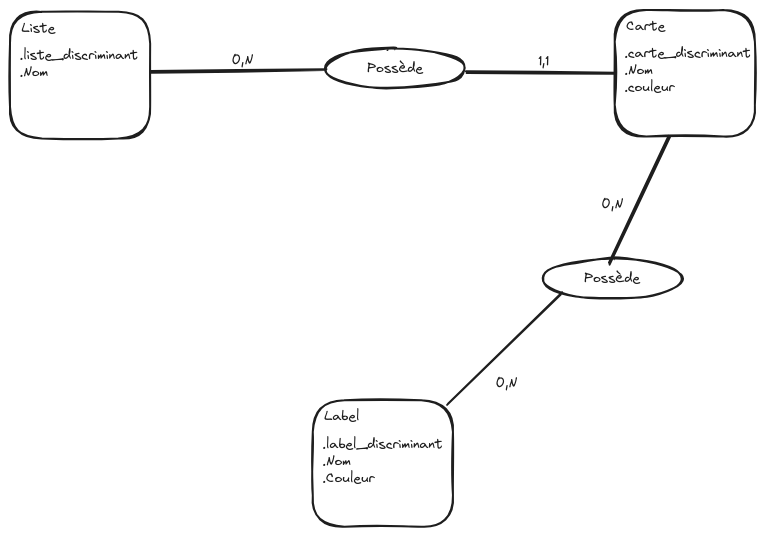 Liste
.liste_discriminant
.Nom
0,N
Possède
1,1
Carte
.carte_discriminant
.Nom
.couleur
0,N
Possède
0,N
Label
.label_discriminant
.Nom
.Couleur